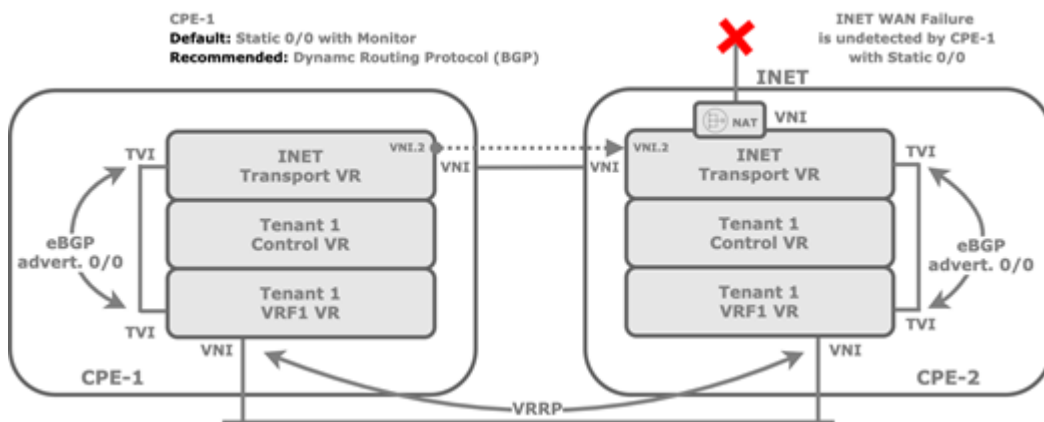 CPE-1
Default: Static 0/0 with Monitor
Recommended: Dynamc Routing Protocol (BGP)
INET WAN Failure
is undetected by CPE-1
with Static 0/0
INET
NAT
VNI
TVI
INET
Transport VR
VNI.2
VNI
VNI
VNI.2
INET
Transport VR
TVI
eBGP
advert. 0/0
Tenant 1
Control VR
Tenant 1
Control VR
eBGP
advert. 0/0
TVI
Tenant 1
VRF1 VR
Tenant 1
VRF1 VR
TVI
VNI
VNI
CPE-1
CPE-2
VRRP